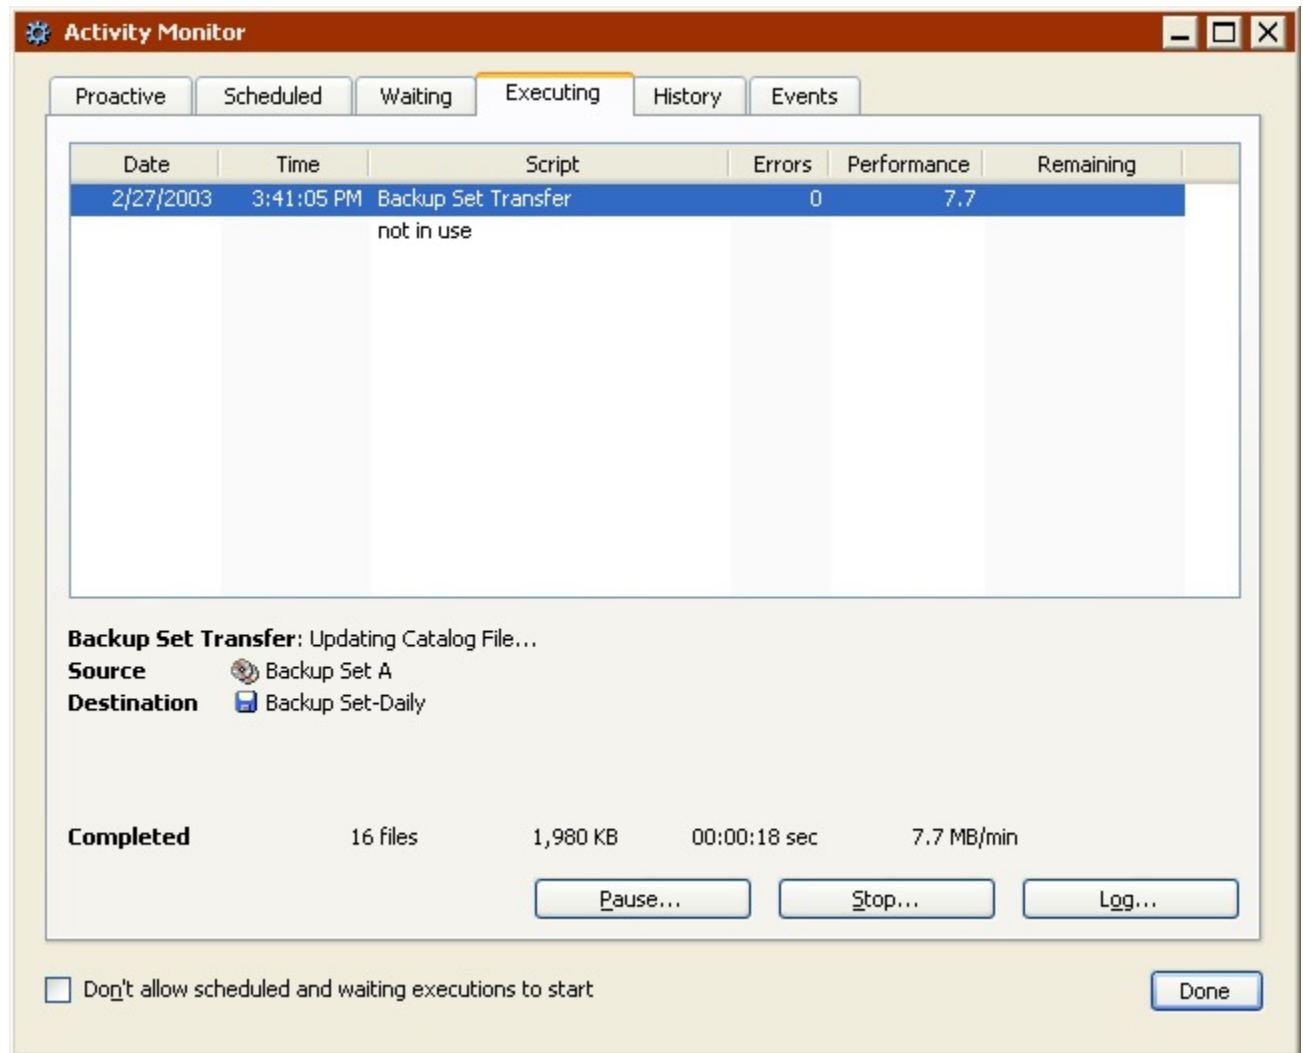 Activity Monitor
Proactive Scheduled Waiting Executing History Events
Date Time Script Errors Performance Remaining
2/27/2003 3:41:05 PM Backup Set Transfer 0 7.7
not in use
Backup Set Transfer: Updating Catalog File...
Source Backup Set A
Destination Backup Set-Daily
Completed 16 files 1,980 KB 00:00:18 sec 7.7 MB/min
Pause... Stop... Log...
Don't allow scheduled and waiting executions to start Done